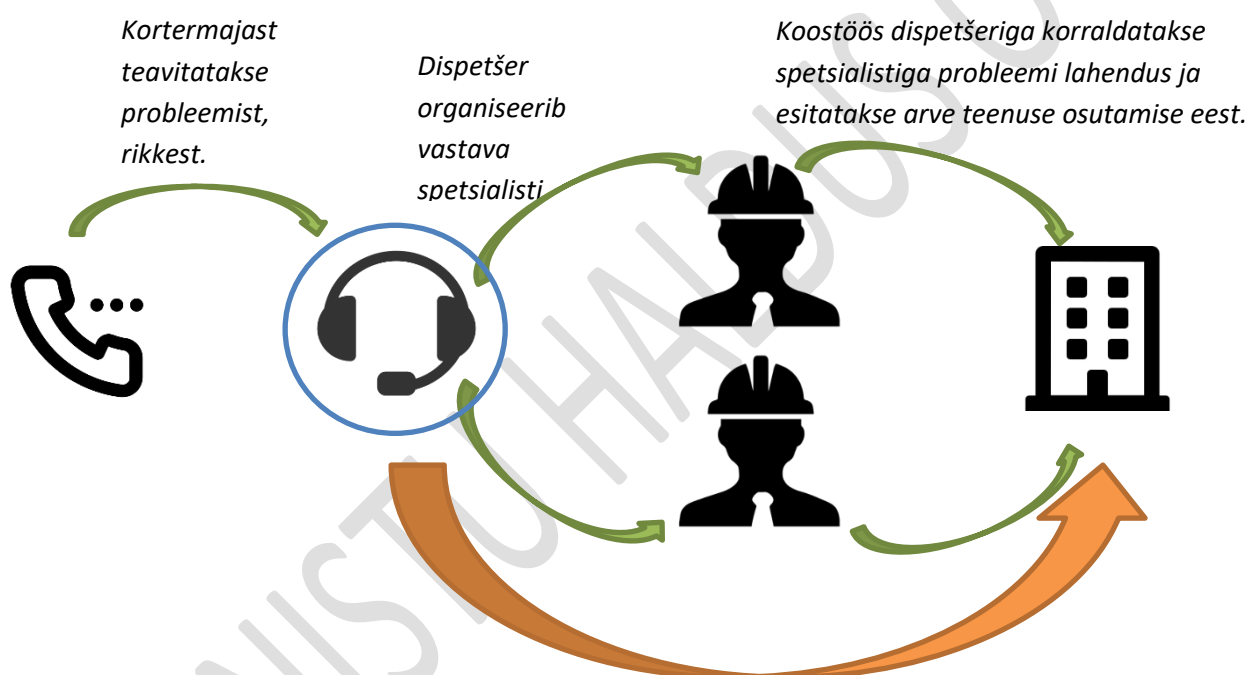 Kortermajast
teavitatakse
probleemist,
rikkest.
Dispetšer
organiseerib
vastava
spetsialisti
Koostöös dispetšeriga korraldatakse
spetsialistiga probleemi lahendus ja
esitatakse arve teenuse osutamise eest.